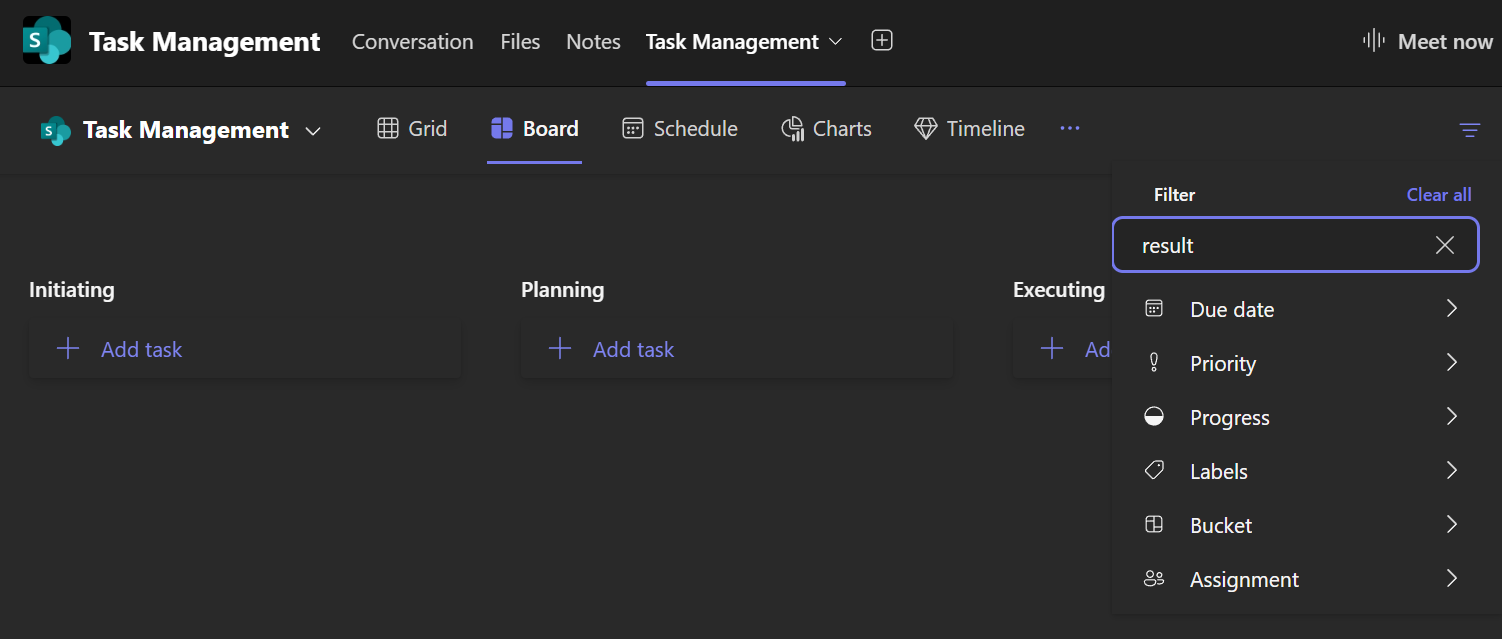 S Task Management Conversation Files Notes Task Management Meet now
S Task Management Grid Board Schedule Charts Timeline ...
Filter Clear all
result
Initiating Planning Executing
Add task Add task Ad
Due date
Priority
Progress
Labels
Bucket
Assignment